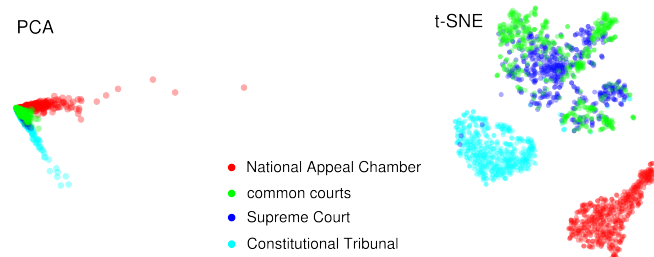 PCA
t-SNE
National Appeal Chamber
common courts
Supreme Court
Constitutional Tribunal